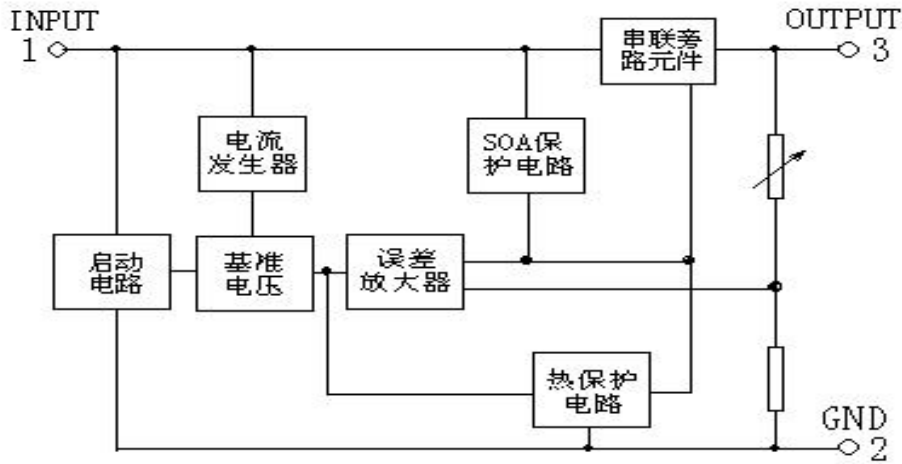 INPUT
1
OUTPUT
3
串联旁
路元件
电流
发生器
SOA保
护电路
启动
电路
基准
电压
误差
放大器
热保护
电路
GND
2